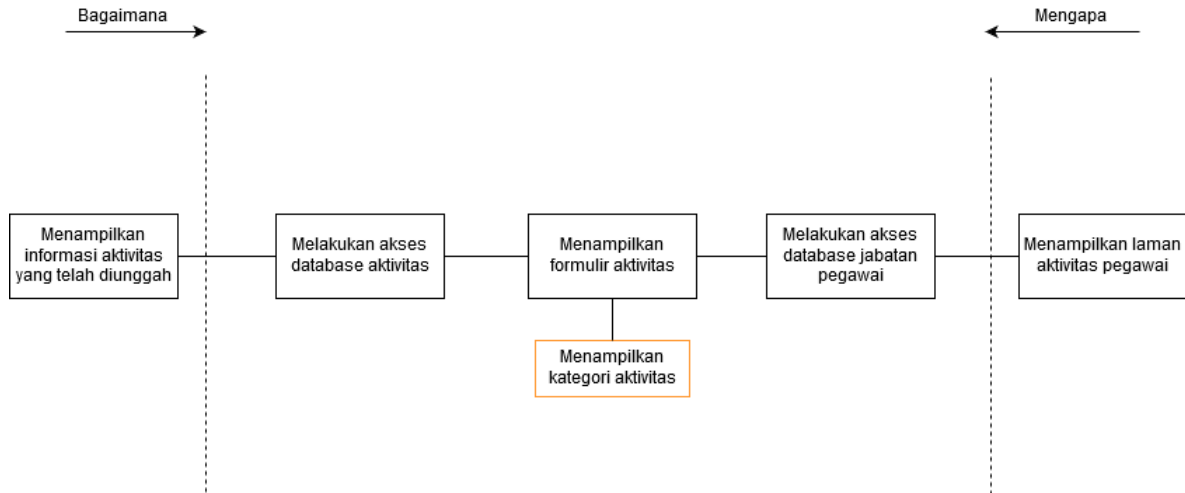 Bagaimana
Mengapa
Menampilkan
informasi aktivitas
yang telah diunggah
Melakukan akses
database aktivitas
Menampilkan
formulir aktivitas
Melakukan akses
database jabatan
pegawai
Menampilkan laman
aktivitas pegawai
Menampilkan
kategori aktivitas